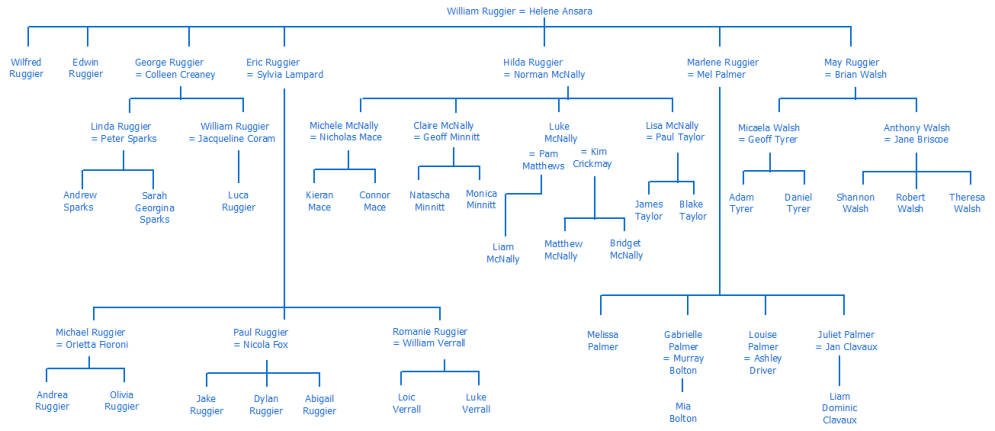 William Ruggier = Helene Ansara
Wilfred
Ruggier
Edwin
Ruggier
George Ruggier
= Colleen Creaney
Eric Ruggier
= Sylvia Lampard
Hilda Ruggier
= Norman McNally
Marlene Ruggier
= Mel Palmer
May Ruggier
= Brian Walsh
Linda Ruggier
= Peter Sparks
William Ruggier
= Jacqueline Coram
Michele McNally
= Nicholas Mace
Claire McNally
= Geoff Minnitt
Luke
McNally
= Pam
Matthews
= Kim
Crickmay
Lisa McNally
= Paul Taylor
Micaela Walsh
= Geoff Tyrer
Anthony Walsh
= Jane Briscoe
Andrew
Sparks
Sarah
Georgina
Sparks
Luca
Ruggier
Kieran
Mace
Connor
Mace
Natascha
Minnitt
Monica
Minnitt
James
Taylor
Blake
Taylor
Adam
Tyrer
Daniel
Tyrer
Shannon
Walsh
Robert
Walsh
Theresa
Walsh
Liam
McNally
Matthew
McNally
Bridget
McNally
Michael Ruggier
= Orietta Fioroni
Paul Ruggier
= Nicola Fox
Romanie Ruggier
= William Verrall
Melissa
Palmer
Gabrielle
Palmer
= Murray
Bolton
Louise
Palmer
= Ashley
Driver
Juliet Palmer
= Jan Clavaux
Andrea
Ruggier
Olivia
Ruggier
Jake
Ruggier
Dylan
Ruggier
Abigail
Ruggier
Loic
Verrall
Luke
Verrall
Mia
Bolton
Liam
Dominic
Clavaux